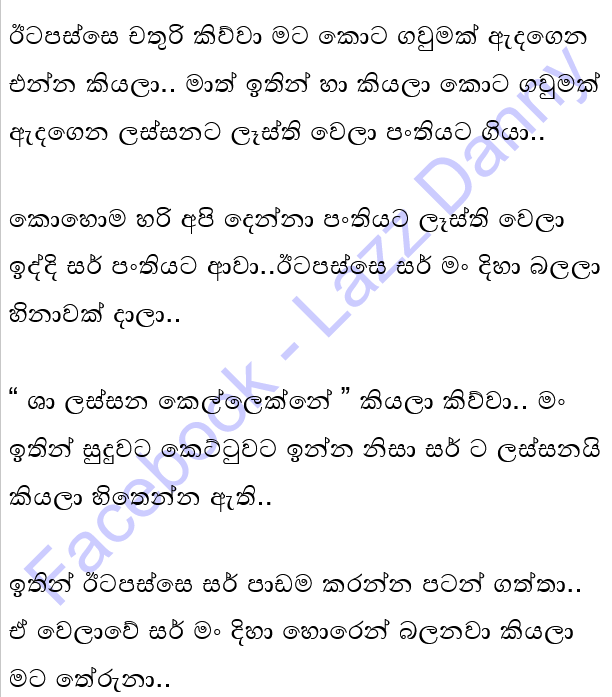 ඊටපස්සෙ චතුරි කිව්වා මට කොට ගවුමක් ඇදගෙන
එන්න කියලා.. මාත් ඉතින් හා කියලා කොට ගවුමක්
ඇදගෙන ලස්සනට ලෑස්ති වෙලා පංතියට ගියා..
කොහොම හරි අපි දෙන්නා පංතියට ලෑස්ති වෙලා
ඉද්දි සර් පංතියට ආවා..ඊටපස්සෙ සර් මං දිහා බලලා
හිනාවක් දාලා..
“ ශා ලස්සන කෙල්ලෙක්නේ ” කියලා කිව්වා.. මං
ඉතින් සුදුවට කෙට්ටුවට ඉන්න නිසා සර් ට ලස්සනයි
කියලා හිතෙන්න ඇති..
ඉතින් ඊටපස්සෙ සර් පාඩම කරන්න පටන් ගත්තා..
ඒ වෙලාවේ සර් මං දිහා හොරෙන් බලනවා කියලා
මට තේරුනා..
Facebook - Lazz Danny